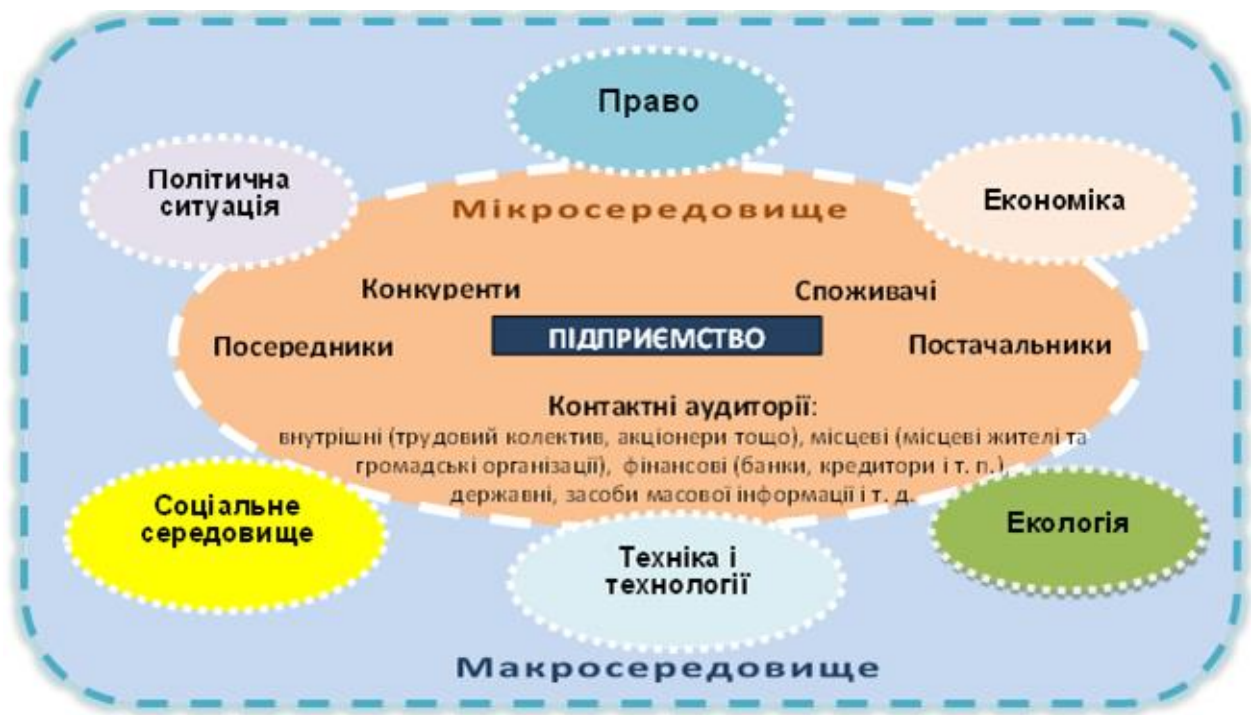 Право
Політична
ситуація
Економіка
Мікросередовище
Конкуренти
Споживачі
Посередники
ПІДПРИЄМСТВО
Постачальники
Контактні аудиторії:
внутрішні (трудовий колектив, акціонери тощо), місцеві (місцеві жителі та
громадські організації), фінансові (банки, кредитори і т. п.)
державні, засоби масової інформації і т. д.
Соціальне
середовище
Техніка і
технології
Екологія
Макросередовище